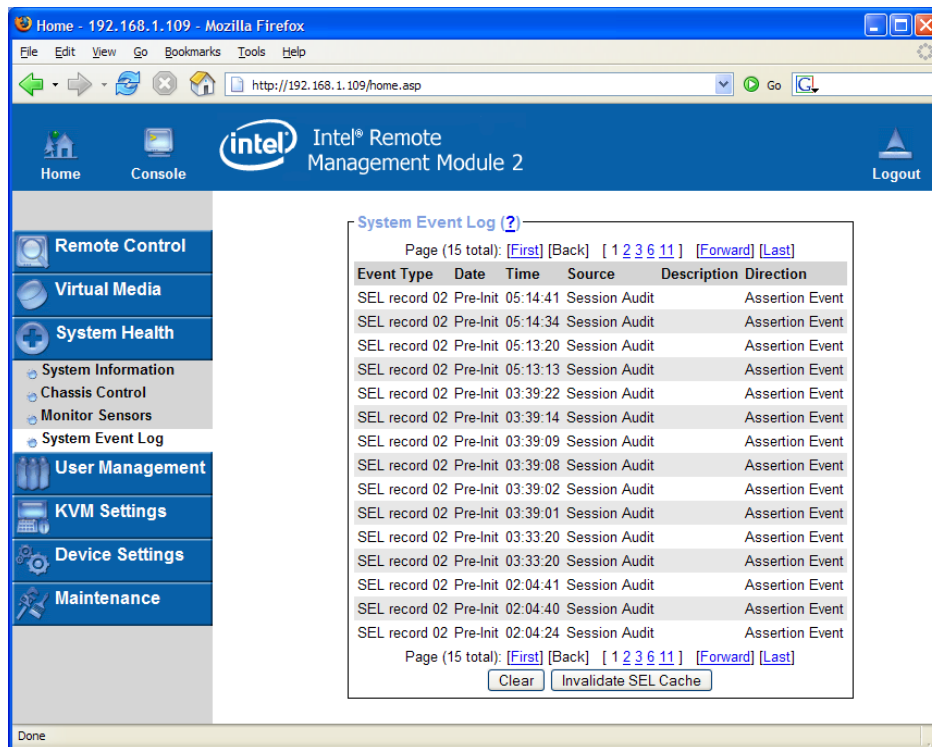 Home - 192.168.1.109 - Mozilla Firefox
File Edit View Go Bookmarks Tools Help
http://192.168.1.109/home.asp Go G
Home Console intel® Intel® Remote Management Module 2 Logout
Remote Control
Virtual Media
System Health
System Information
Chassis Control
Monitor Sensors
System Event Log
User Management
KVM Settings
Device Settings
Maintenance
System Event Log (?)
Page (15 total): [First] [Back] [ 1 2 3 6 11 ] [Forward] [Last]
Event Type Date Time Source Description Direction
SEL record 02 Pre-Init 05:14:41 Session Audit Assertion Event
SEL record 02 Pre-Init 05:14:34 Session Audit Assertion Event
SEL record 02 Pre-Init 05:13:20 Session Audit Assertion Event
SEL record 02 Pre-Init 05:13:13 Session Audit Assertion Event
SEL record 02 Pre-Init 03:39:22 Session Audit Assertion Event
SEL record 02 Pre-Init 03:39:14 Session Audit Assertion Event
SEL record 02 Pre-Init 03:39:09 Session Audit Assertion Event
SEL record 02 Pre-Init 03:39:08 Session Audit Assertion Event
SEL record 02 Pre-Init 03:39:02 Session Audit Assertion Event
SEL record 02 Pre-Init 03:39:01 Session Audit Assertion Event
SEL record 02 Pre-Init 03:33:20 Session Audit Assertion Event
SEL record 02 Pre-Init 03:33:20 Session Audit Assertion Event
SEL record 02 Pre-Init 02:04:41 Session Audit Assertion Event
SEL record 02 Pre-Init 02:04:40 Session Audit Assertion Event
SEL record 02 Pre-Init 02:04:24 Session Audit Assertion Event
Page (15 total): [First] [Back] [ 1 2 3 6 11 ] [Forward] [Last]
Clear Invalidate SEL Cache
Done